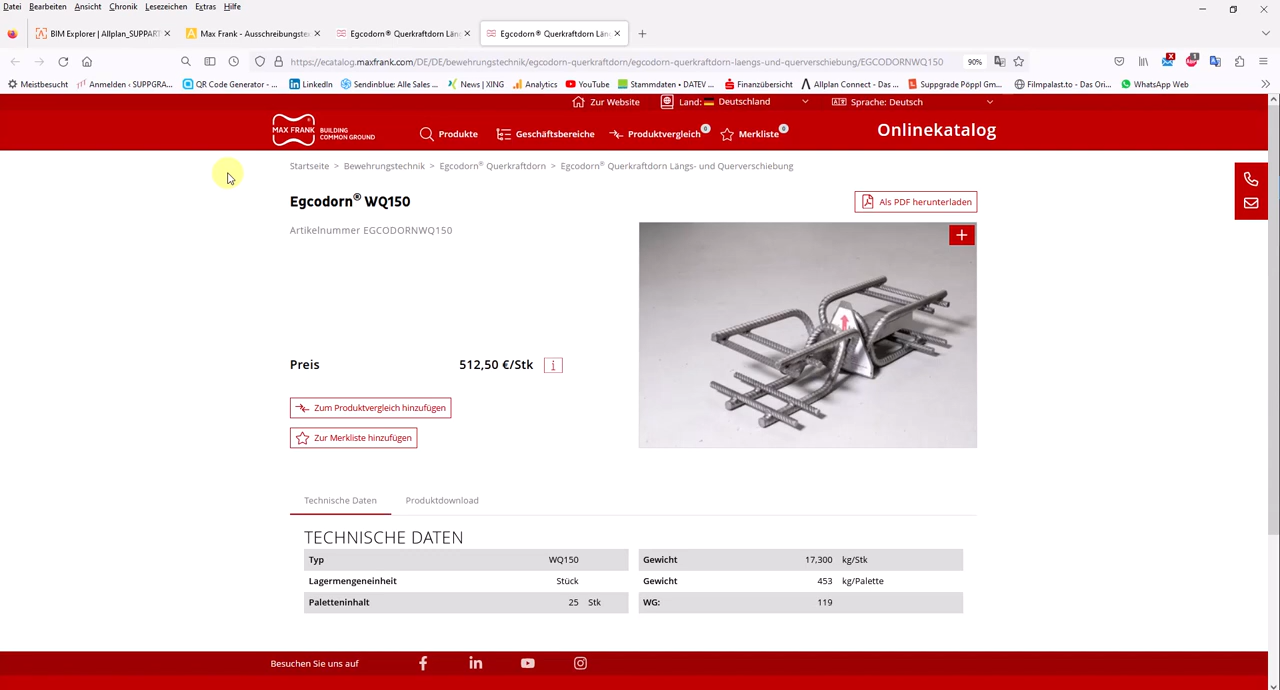 Datei Bearbeiten Ansicht Chronik Lesezeichen Extras Hilfe
BIM Explorer | Allplan_SUPPART
Max Frank - Ausschreibungste
Egcodorn® Querkraftdorn Län
Egcodorn® Querkraftdorn Län
https://ecatalog.maxfrank.com/DE/DE/bewehrungstechnik/egcodorn-querkraftdorn/egcodorn-querkraftdorn-laengs-und-querverschiebung/EGCODORNWQ150
90%
Meistbesucht Anmelden ‹ SUPPGRA... QR Code Generator - ... LinkedIn Sendinblue: Alle Sales ... News | XING Analytics YouTube Stammdaten • DATEV ... Finanzübersicht Allplan Connect - Das ... Suppgrade Pöppl Gm... Filmpalast.to - Das Ori... WhatsApp Web
Zur Website Land: Deutschland Sprache: Deutsch
MAX FRANK BUILDING COMMON GROUND
Produkte Geschäftsbereiche Produktvergleich 0 Merkliste 0 Onlinekatalog
Startseite > Bewehrungstechnik > Egcodorn® Querkraftdorn > Egcodorn® Querkraftdorn Längs- und Querverschiebung
Egcodorn® WQ150
Als PDF herunterladen
Artikelnummer EGCODORNWQ150
Preis 512,50 €/Stk i
Zum Produktvergleich hinzufügen
Zur Merkliste hinzufügen
Technische Daten Produktdownload
TECHNISCHE DATEN
Typ WQ150 Gewicht 17,300 kg/Stk
Lagermengeneinheit Stück Gewicht 453 kg/Palette
Paletteninhalt 25 Stk WG: 119
Besuchen Sie uns auf